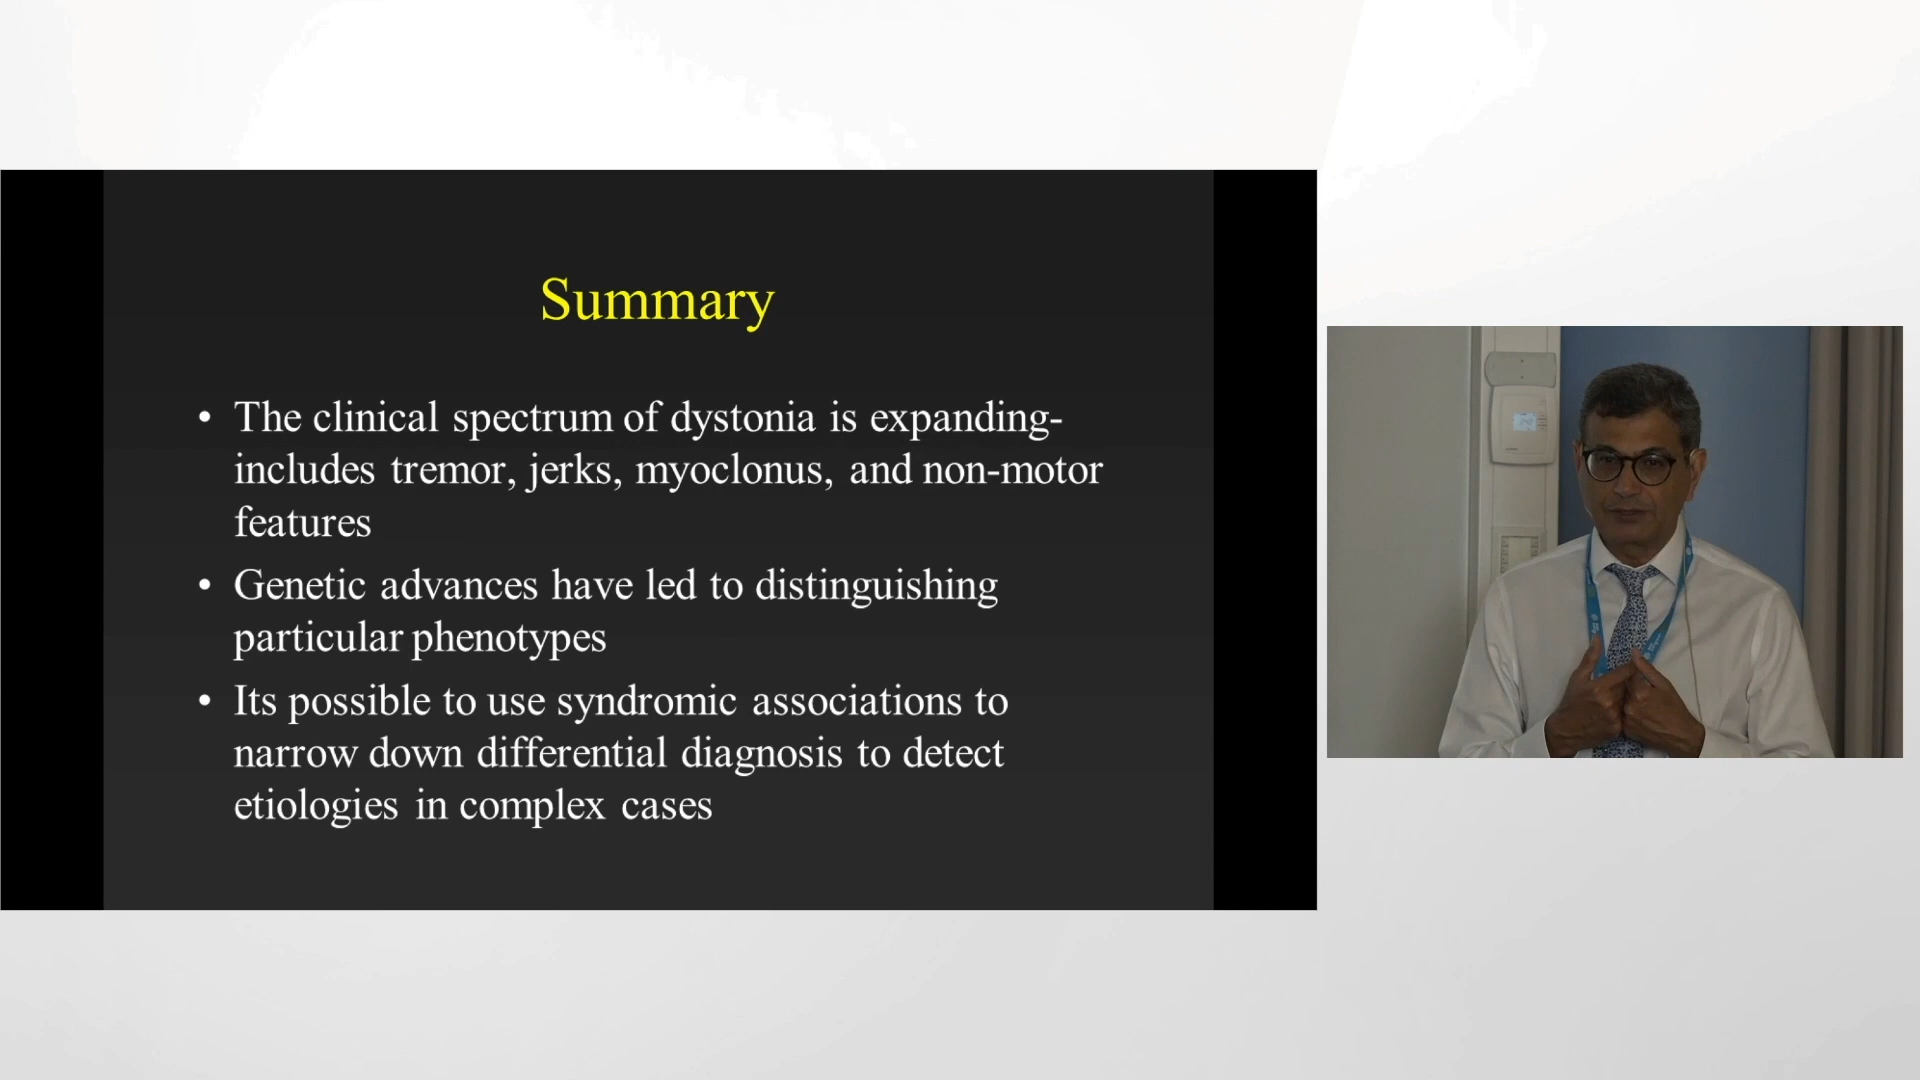 Summary
• The clinical spectrum of dystonia is expanding-
includes tremor, jerks, myoclonus, and non-motor
features
• Genetic advances have led to distinguishing
particular phenotypes
• Its possible to use syndromic associations to
narrow down differential diagnosis to detect
etiologies in complex cases